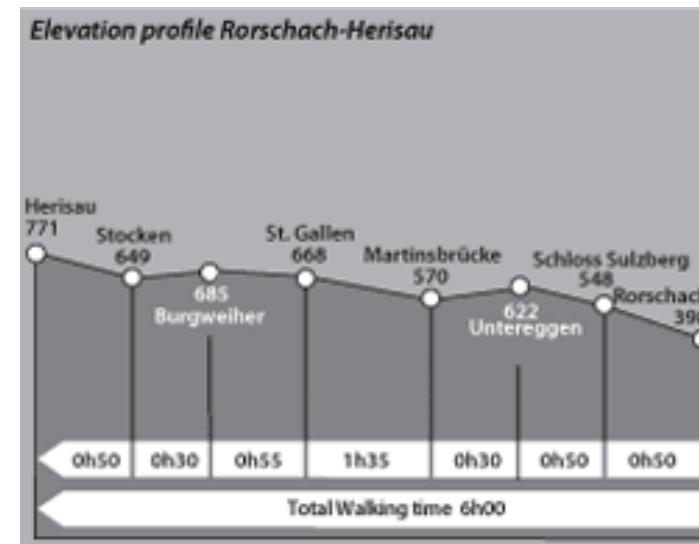 Elevation profile Rorschach-Herisau
Herisau
771
Stocken
649
685
Burgweiher
St. Gallen
668
Martinsbrücke
570
622
Untereggen
Schloss Sulzberg
548
Rorschach
0h50 0h30 0h55 1h35 0h30 0h50 0h50
Total Walking time 6h00